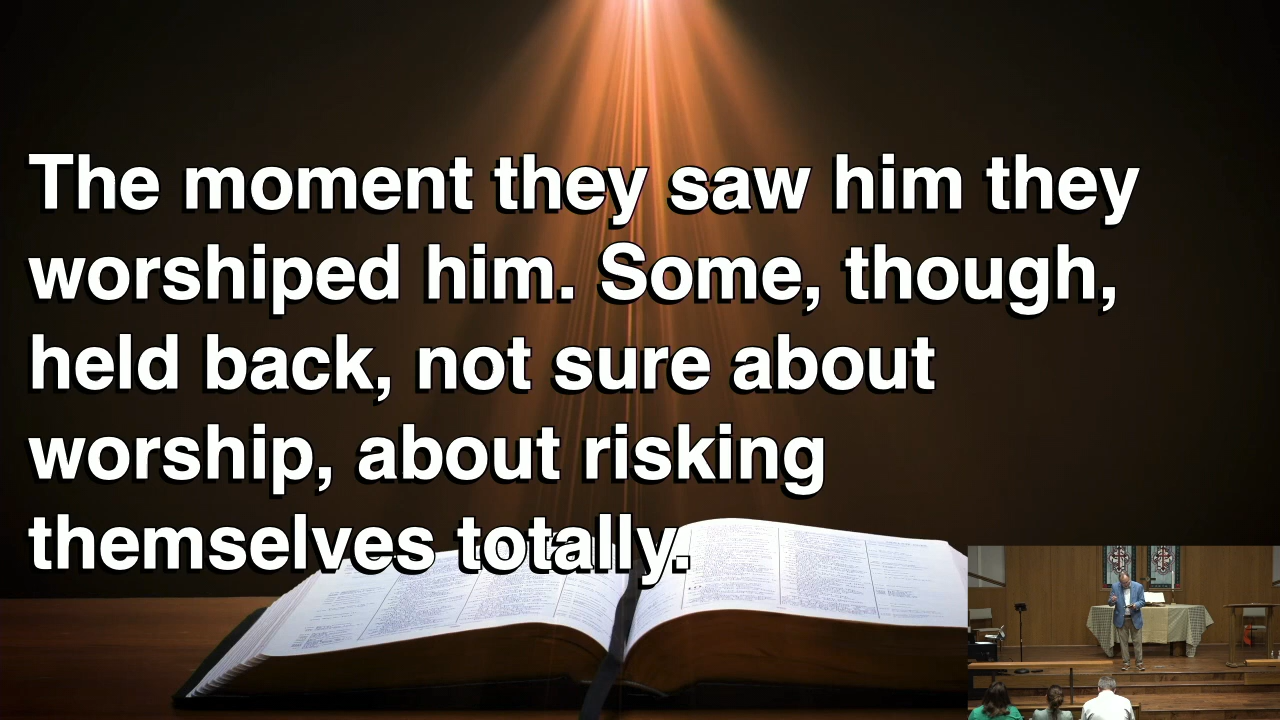 The moment they saw him they
worshiped him. Some, though,
held back, not sure about
worship, about risking
themselves totally.